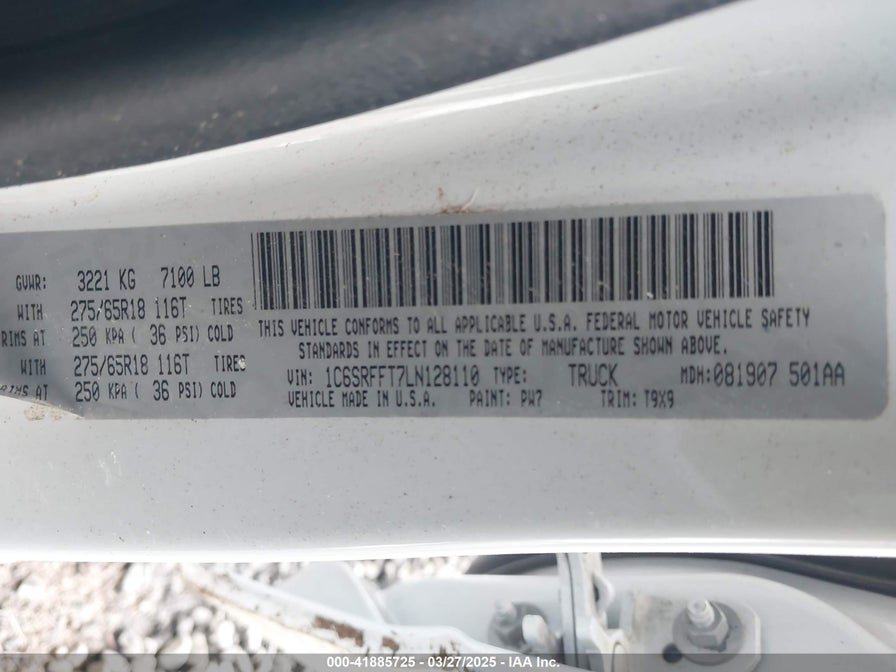 GVWR: 3221 KG 7100 LB
WITH 275/65R18 116T TIRES
RIMS AT 250 KPA ( 36 PSI) COLD
WITH 275/65R18 116T TIRES
RIMS AT 250 KPA ( 36 PSI) COLD
THIS VEHICLE CONFORMS TO ALL APPLICABLE U.S.A. FEDERAL MOTOR VEHICLE SAFETY
STANDARDS IN EFFECT ON THE DATE OF MANUFACTURE SHOWN ABOVE.
VIN: 1C6SRFFT7LN128110 TYPE: TRUCK MDH:081907 501AA
VEHICLE MADE IN U.S.A. PAINT: PW7 TRIM: T9X9
000-41885725 - 03/27/2025 - IAA Inc.